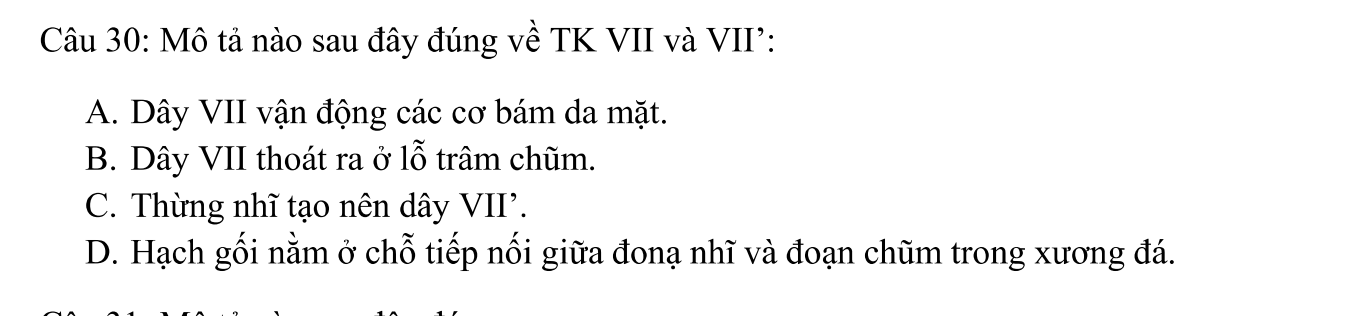 Câu 30: Mô tả nào sau đây đúng về TK VII và VII’:
A. Dây VII vận động các cơ bám da mặt.
B. Dây VII thoát ra ở lỗ trâm chũm.
C. Thừng nhĩ tạo nên dây VII’.
D. Hạch gối nằm ở chỗ tiếp nối giữa đonạ nhĩ và đoạn chũm trong xương đá.